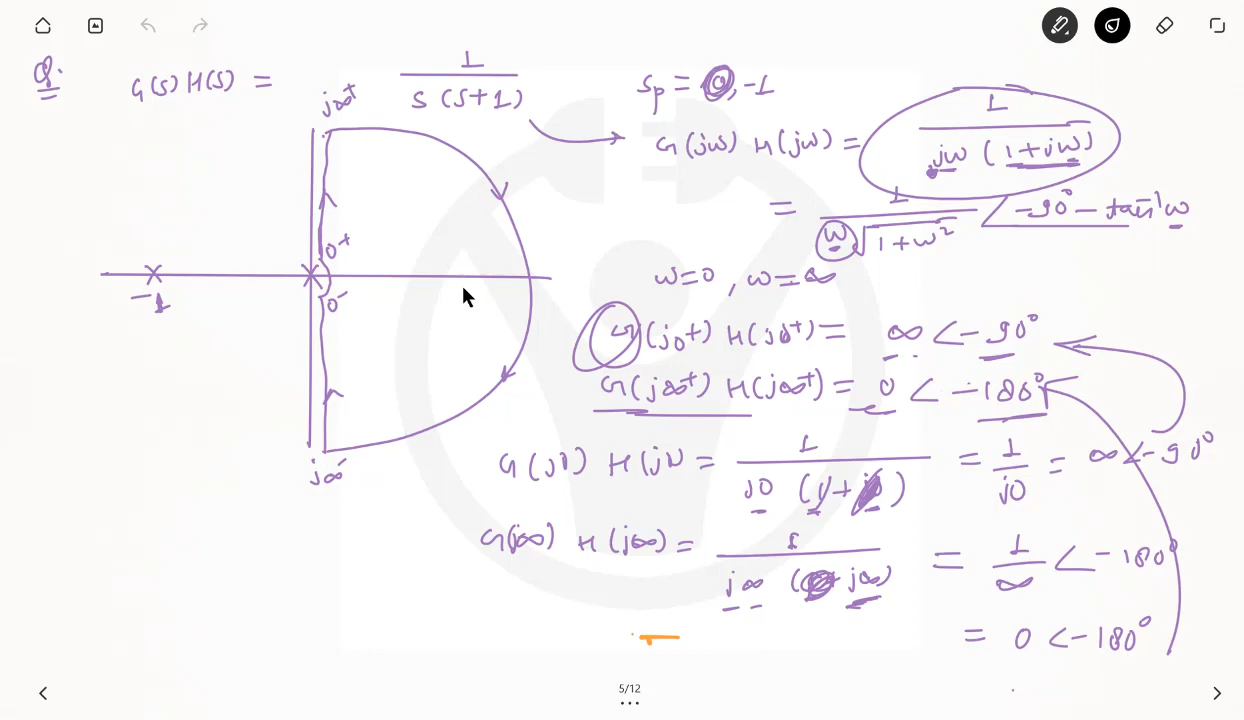 Q. G(s) H(s) = 1 / s (s+1) Sp = 0, -1
j∞+
G(jω) H(jω) = 1 / jω (1+jω)
= 1 / ω√1+ω² ∠-90° - tan⁻¹ω
0+
-1
0-
ω=0, ω=∞
G(j0+) H(j0+) = ∞ ∠-90°
G(j∞+) H(j∞+) = 0 ∠-180°
j∞-
G(j0) H(j0) = 1 / j0 (1+j0) = 1 / j0 = ∞ ∠-90°
G(j∞) H(j∞) = 1 / j∞ ( j∞) = 1 / ∞ ∠-180°
= 0 ∠-180°
5/12